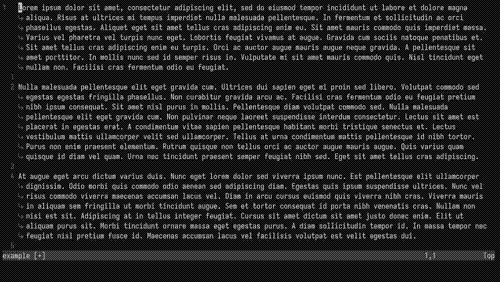 Lorem ipsum dolor sit amet, consectetur adipiscing elit, sed do eiusmod tempor incididunt ut labore et dolore magna
aliqua. Risus at ultrices mi tempus imperdiet nulla malesuada pellentesque. In fermentum et sollicitudin ac orci
phasellus egestas. Aliquet eget sit amet tellus cras adipiscing enim eu. Sit amet mauris commodo quis imperdiet massa.
Varius vel pharetra vel turpis nunc eget. Lobortis feugiat vivamus at augue. Gravida cum sociis natoque penatibus et.
Sit amet tellus cras adipiscing enim eu turpis. Orci ac auctor augue mauris augue neque gravida. A pellentesque sit
amet porttitor. In mollis nunc sed id semper risus in. Vulputate mi sit amet mauris commodo quis. Nisl tincidunt eget
nullam non. Facilisi cras fermentum odio eu feugiat.
1
2 Nulla malesuada pellentesque elit eget gravida cum. Ultrices dui sapien eget mi proin sed libero. Volutpat commodo sed
egestas egestas fringilla phasellus. Non curabitur gravida arcu ac. Facilisi cras fermentum odio eu feugiat pretium
nibh ipsum consequat. Sit amet nisl purus in mollis. Pellentesque diam volutpat commodo sed. Nulla malesuada
pellentesque elit eget gravida cum. Non pulvinar neque laoreet suspendisse interdum consectetur. Lectus sit amet est
placerat in egestas erat. A condimentum vitae sapien pellentesque habitant morbi tristique senectus et. Lectus
vestibulum mattis ullamcorper velit sed ullamcorper. Tellus at urna condimentum mattis pellentesque id nibh tortor.
Purus non enim praesent elementum. Rutrum quisque non tellus orci ac auctor augue mauris augue. Quis varius quam
quisque id diam vel quam. Urna nec tincidunt praesent semper feugiat nibh sed. Eget sit amet tellus cras adipiscing.
3
4 At augue eget arcu dictum varius duis. Nunc eget lorem dolor sed viverra ipsum nunc. Est pellentesque elit ullamcorper
dignissim. Odio morbi quis commodo odio aenean sed adipiscing diam. Egestas quis ipsum suspendisse ultrices. Nunc vel
risus commodo viverra maecenas accumsan lacus vel. Diam in arcu cursus euismod quis viverra nibh cras. Viverra mauris
in aliquam sem fringilla ut morbi tincidunt augue. Sem et tortor consequat id porta nibh venenatis cras. Nullam non
nisi est sit. Adipiscing at in tellus integer feugiat. Cursus sit amet dictum sit amet justo donec enim. Elit ut
aliquam purus sit. Morbi tincidunt ornare massa eget egestas purus. A diam sollicitudin tempor id. In massa tempor nec
feugiat nisl pretium fusce id. Maecenas accumsan lacus vel facilisis volutpat est velit egestas dui.
5
example [+] 1,1 Top